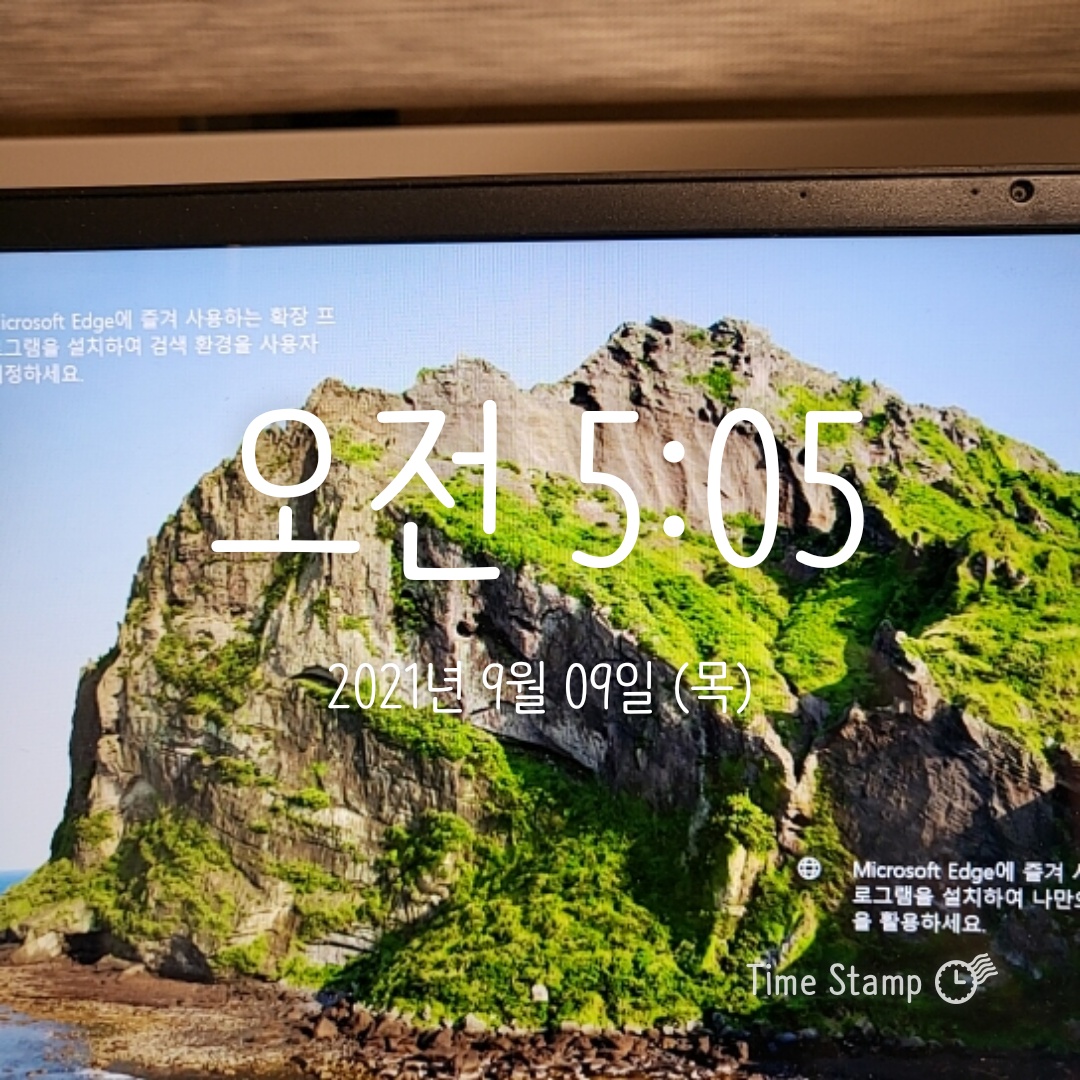 icrosoft Edge에 즐겨 사용하는 확장 프
그램을 설치하여 검색 환경을 사용자
정하세요.
오전 5:05
2021년 9월 09일 (목)
Microsoft Edge에 즐겨
로그램을 설치하여 나만
을 활용하세요.
Time Stamp